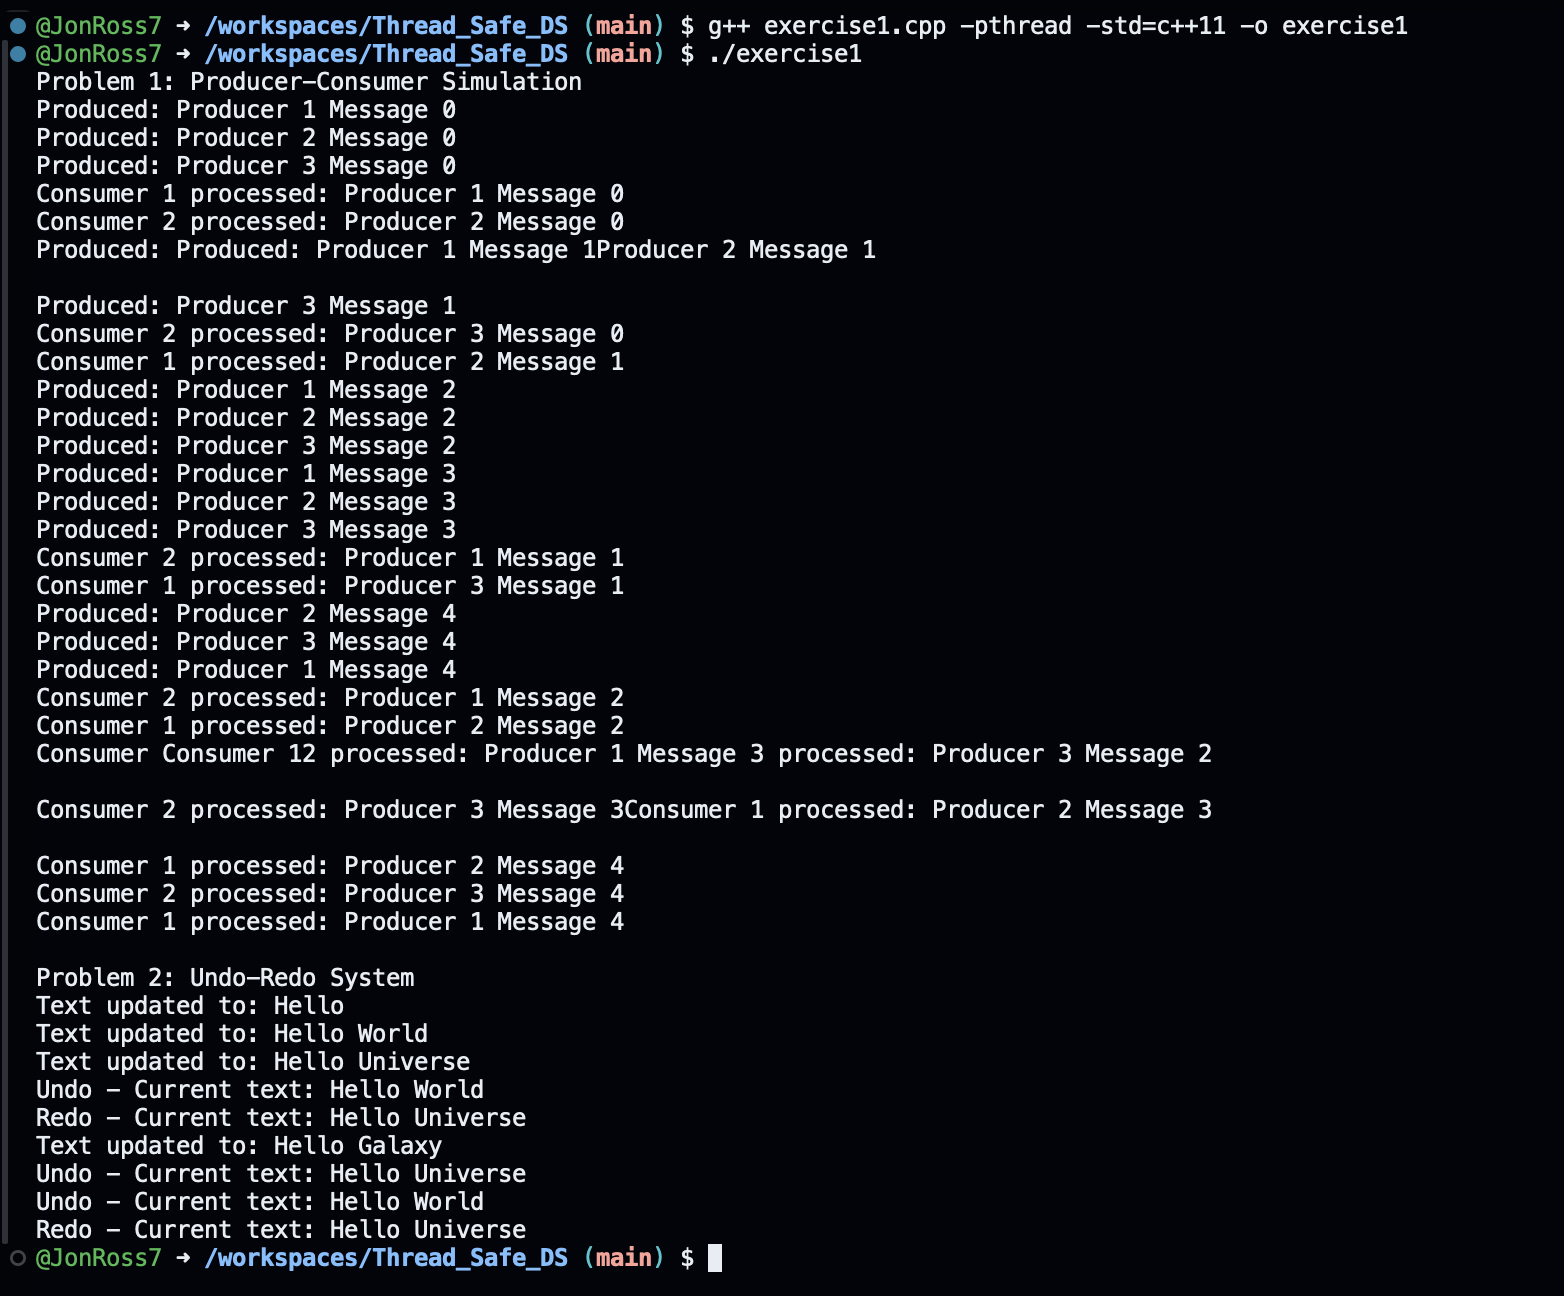 @JonRoss7 ➜ /workspaces/Thread_Safe_DS (main) $ g++ exercise1.cpp -pthread -std=c++11 -o exercise1
@JonRoss7 ➜ /workspaces/Thread_Safe_DS (main) $ ./exercise1
Problem 1: Producer-Consumer Simulation
Produced: Producer 1 Message 0
Produced: Producer 2 Message 0
Produced: Producer 3 Message 0
Consumer 1 processed: Producer 1 Message 0
Consumer 2 processed: Producer 2 Message 0
Produced: Produced: Producer 1 Message 1Producer 2 Message 1

Produced: Producer 3 Message 1
Consumer 2 processed: Producer 3 Message 0
Consumer 1 processed: Producer 2 Message 1
Produced: Producer 1 Message 2
Produced: Producer 2 Message 2
Produced: Producer 3 Message 2
Produced: Producer 1 Message 3
Produced: Producer 2 Message 3
Produced: Producer 3 Message 3
Consumer 2 processed: Producer 1 Message 1
Consumer 1 processed: Producer 3 Message 1
Produced: Producer 2 Message 4
Produced: Producer 3 Message 4
Produced: Producer 1 Message 4
Consumer 2 processed: Producer 1 Message 2
Consumer 1 processed: Producer 2 Message 2
Consumer Consumer 12 processed: Producer 1 Message 3 processed: Producer 3 Message 2

Consumer 2 processed: Producer 3 Message 3Consumer 1 processed: Producer 2 Message 3

Consumer 1 processed: Producer 2 Message 4
Consumer 2 processed: Producer 3 Message 4
Consumer 1 processed: Producer 1 Message 4

Problem 2: Undo-Redo System
Text updated to: Hello
Text updated to: Hello World
Text updated to: Hello Universe
Undo - Current text: Hello World
Redo - Current text: Hello Universe
Text updated to: Hello Galaxy
Undo - Current text: Hello Universe
Undo - Current text: Hello World
Redo - Current text: Hello Universe
@JonRoss7 ➜ /workspaces/Thread_Safe_DS (main) $